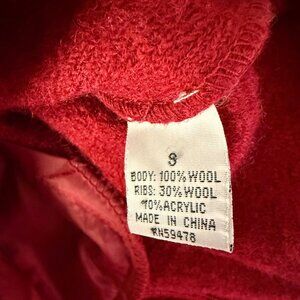 S
BODY: 100% WOOL
RIBS: 30% WOOL
70% ACRYLIC
MADE IN CHINA
RN59478